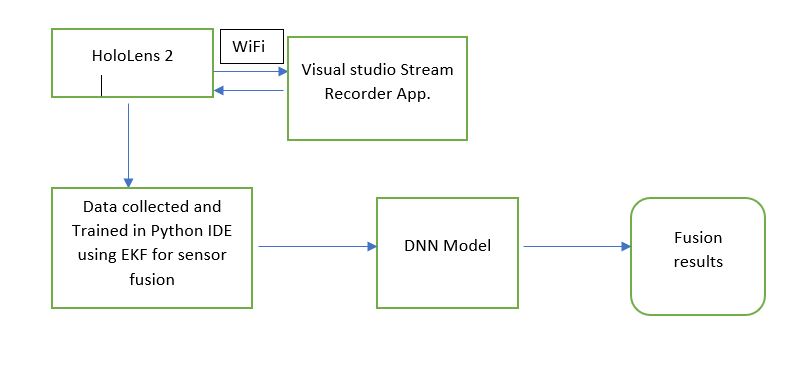 HoloLens 2
WiFi
Visual studio Stream
Recorder App.
Data collected and
Trained in Python IDE
using EKF for sensor
fusion
DNN Model
Fusion
results